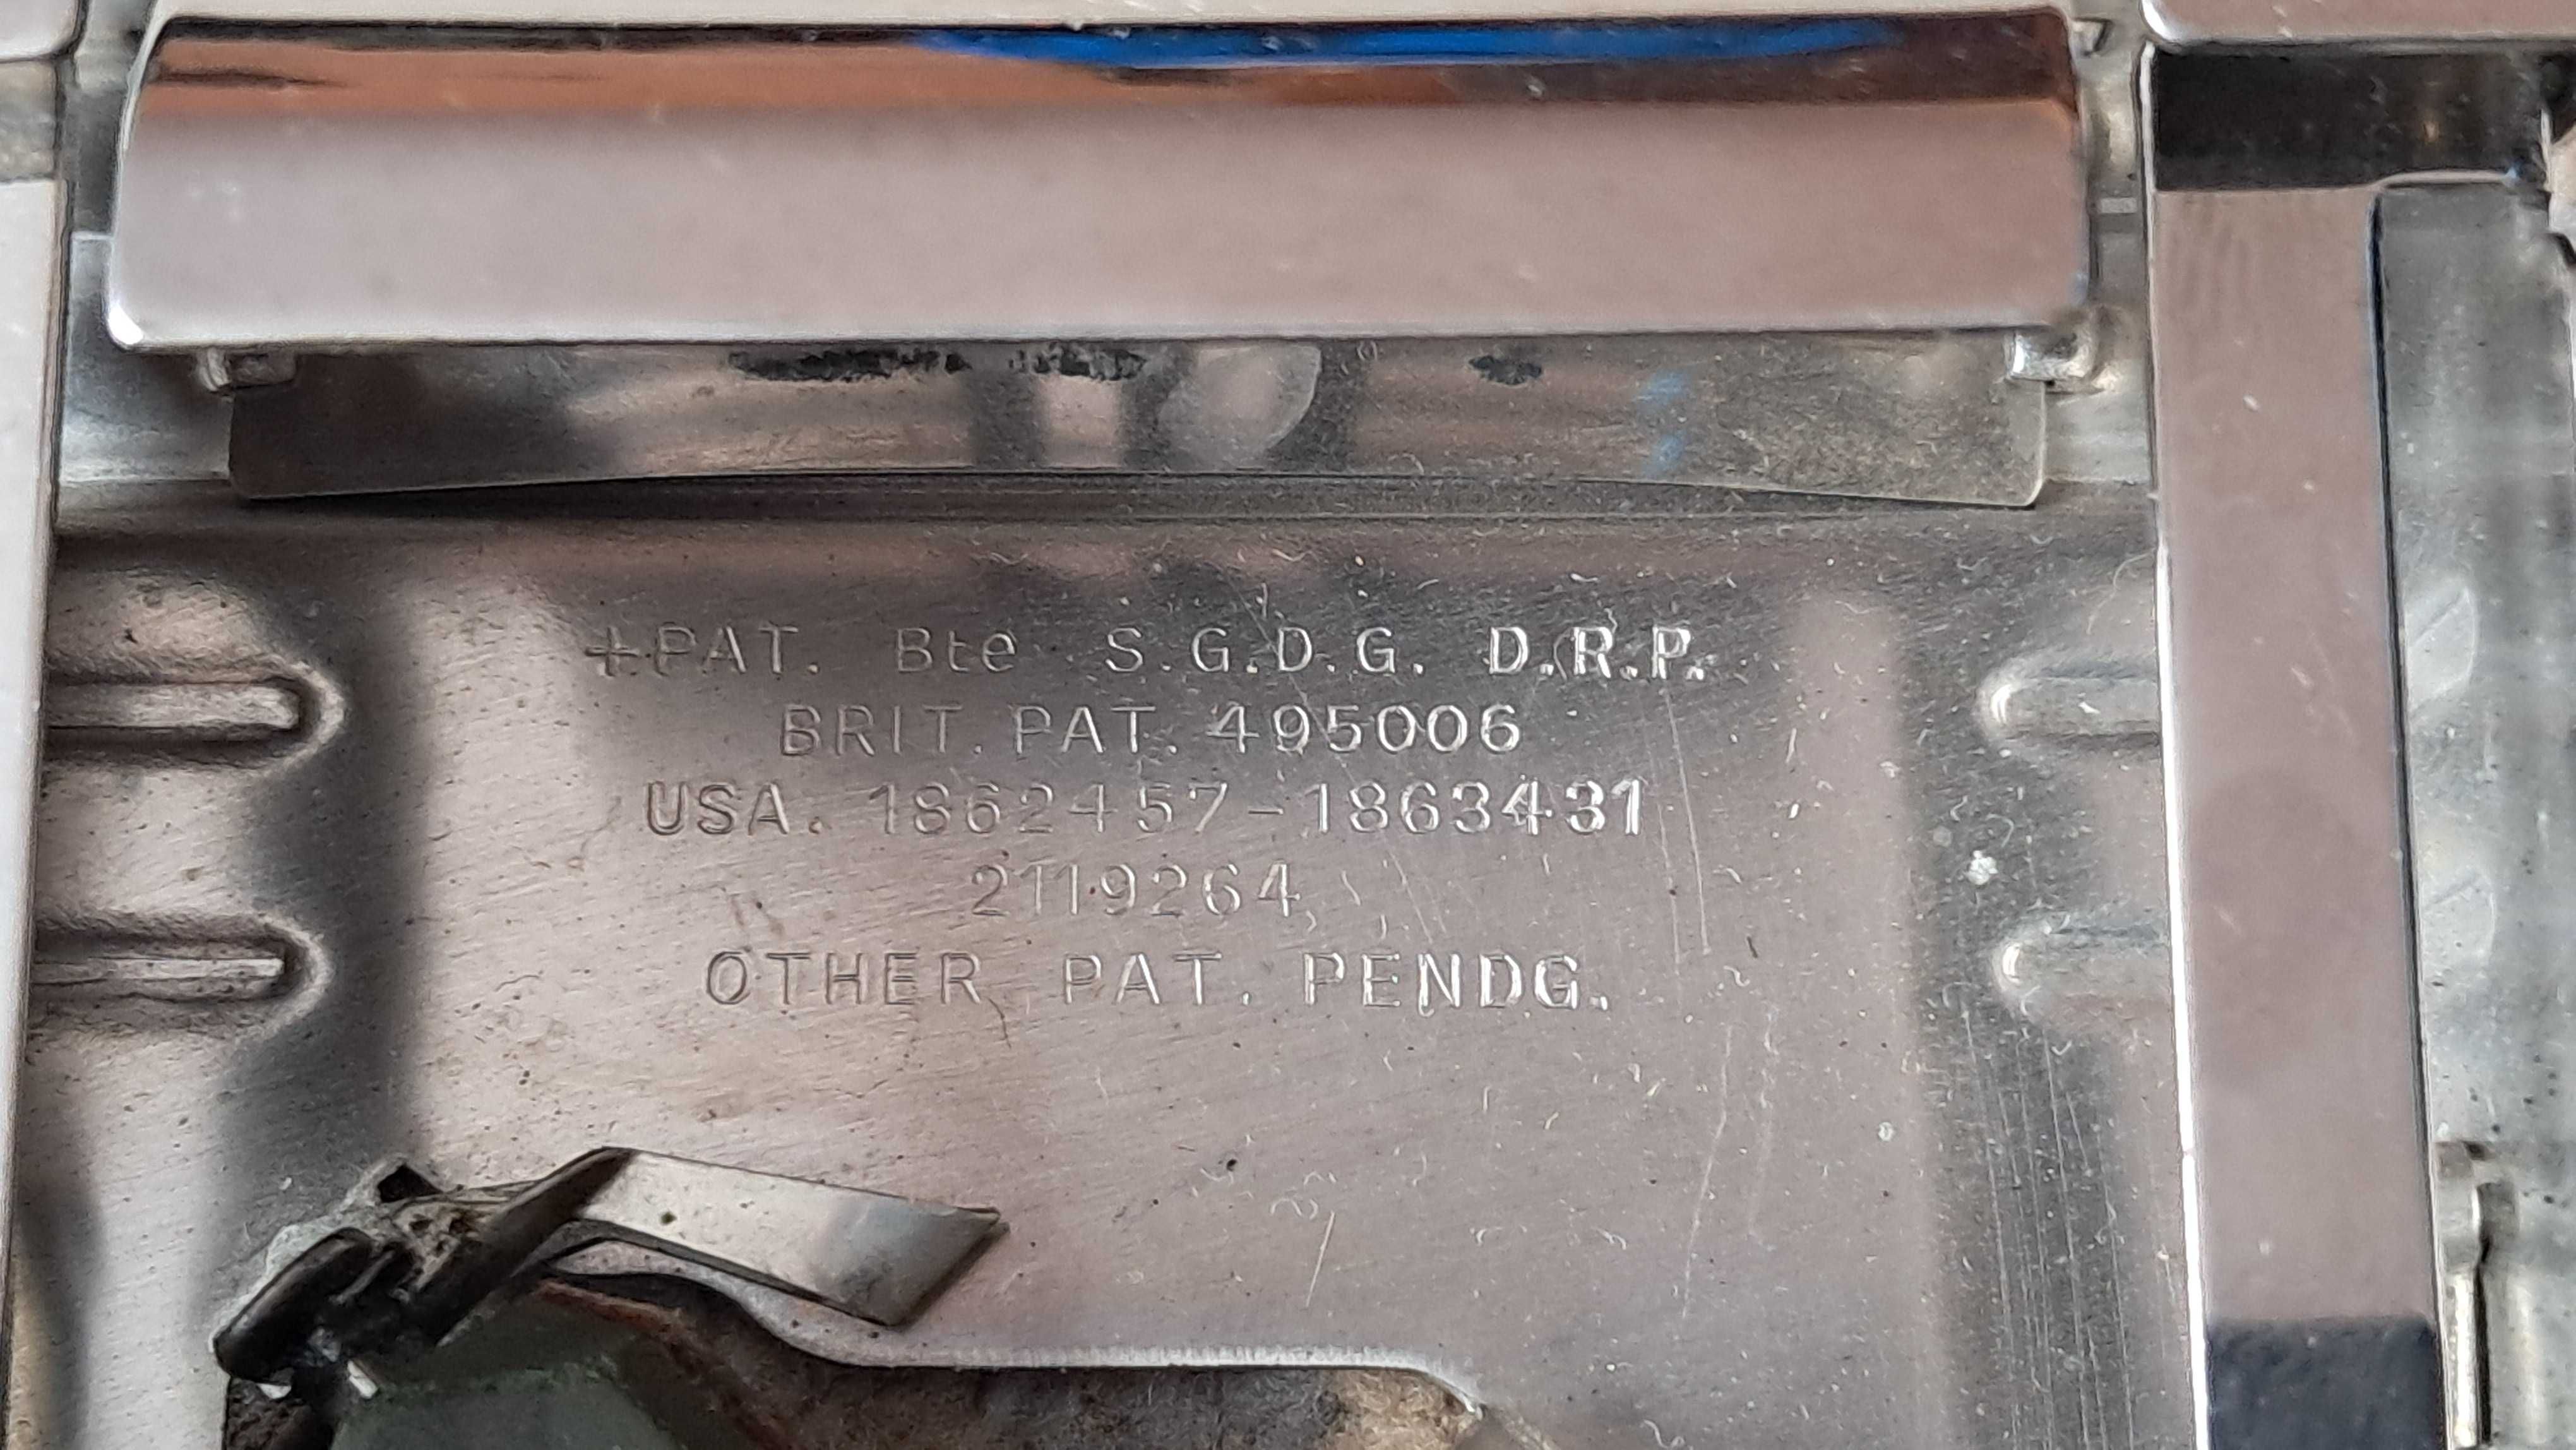 +PAT. Bte S.G.D.G. D.R.P.
BRIT. PAT. 495006
USA. 1862457-1863431
2119264
OTHER PAT. PENDG.